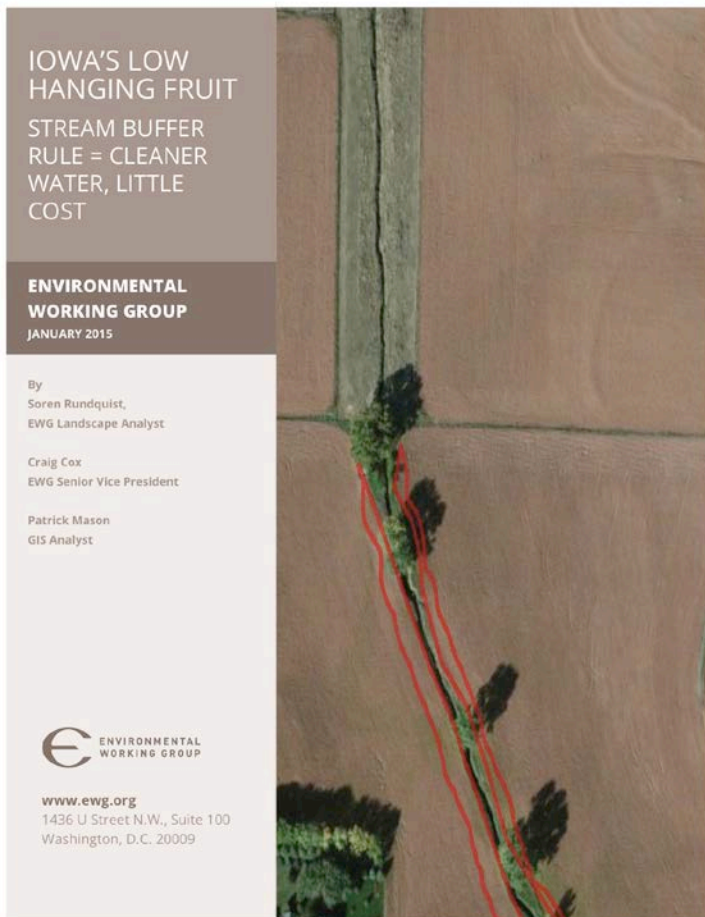 IOWA'S LOW
HANGING FRUIT
STREAM BUFFER
RULE = CLEANER
WATER, LITTLE
COST
ENVIRONMENTAL
WORKING GROUP
JANUARY 2015
By
Soren Rundquist,
EWG Landscape Analyst
Craig Cox
EWG Senior Vice President
Patrick Mason
GIS Analyst
ENVIRONMENTAL
WORKING GROUP
www.ewg.org
1436 U Street N.W., Suite 100
Washington, D.C. 20009